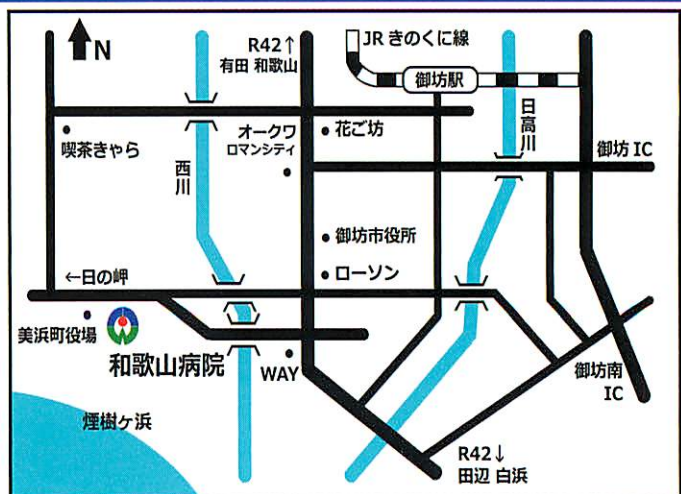 N
R42↑
有田 和歌山
JR きのくに線
御坊駅
喫茶きゃら
西川
オークワ
ロマンシティ
花ご坊
日高川
御坊 IC
御坊市役所
ローソン
←日の岬
美浜町役場
和歌山病院
WAY
御坊南
IC
煙樹ヶ浜
R42↓
田辺 白浜